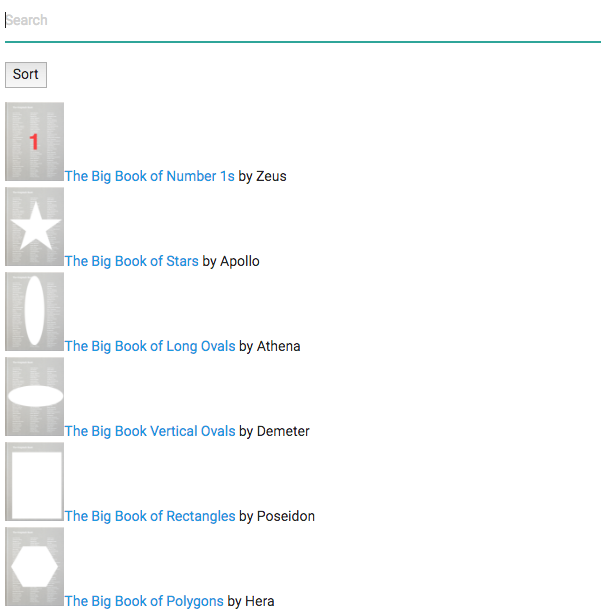 Search
Sort
1
The Big Book of Number 1s by Zeus
The Big Book of Stars by Apollo
The Big Book of Long Ovals by Athena
The Big Book Vertical Ovals by Demeter
The Big Book of Rectangles by Poseidon
The Big Book of Polygons by Hera